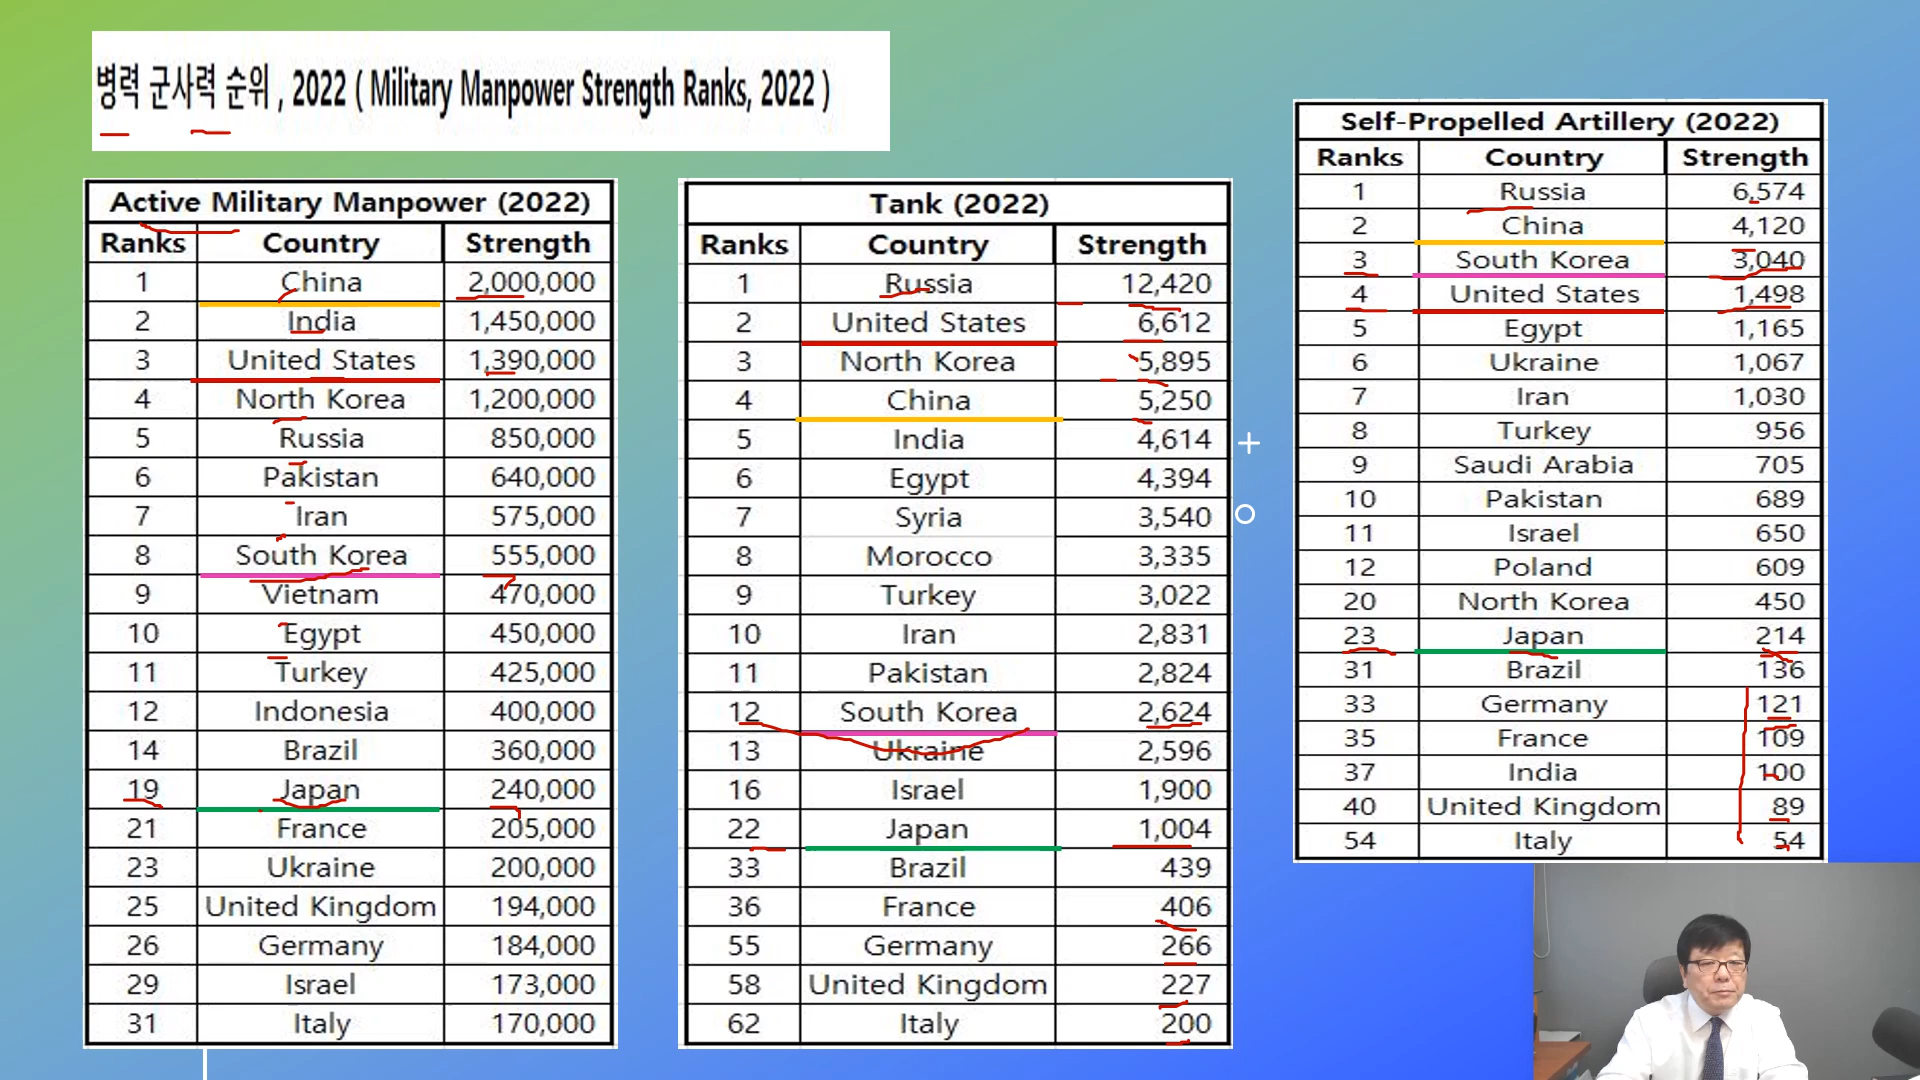 병력 군사력 순위 , 2022 ( Military Manpower Strength Ranks, 2022 )
Active Military Manpower (2022)
Ranks Country Strength
1 China 2,000,000
2 India 1,450,000
3 United States 1,390,000
4 North Korea 1,200,000
5 Russia 850,000
6 Pakistan 640,000
7 Iran 575,000
8 South Korea 555,000
9 Vietnam 470,000
10 Egypt 450,000
11 Turkey 425,000
12 Indonesia 400,000
14 Brazil 360,000
19 Japan 240,000
21 France 205,000
23 Ukraine 200,000
25 United Kingdom 194,000
26 Germany 184,000
29 Israel 173,000
31 Italy 170,000
Tank (2022)
Ranks Country Strength
1 Russia 12,420
2 United States 6,612
3 North Korea 5,895
4 China 5,250
5 India 4,614
6 Egypt 4,394
7 Syria 3,540
8 Morocco 3,335
9 Turkey 3,022
10 Iran 2,831
11 Pakistan 2,824
12 South Korea 2,624
13 Ukraine 2,596
16 Israel 1,900
22 Japan 1,004
33 Brazil 439
36 France 406
55 Germany 266
58 United Kingdom 227
62 Italy 200
Self-Propelled Artillery (2022)
Ranks Country Strength
1 Russia 6,574
2 China 4,120
3 South Korea 3,040
4 United States 1,498
5 Egypt 1,165
6 Ukraine 1,067
7 Iran 1,030
8 Turkey 956
9 Saudi Arabia 705
10 Pakistan 689
11 Israel 650
12 Poland 609
20 North Korea 450
23 Japan 214
31 Brazil 136
33 Germany 121
35 France 109
37 India 100
40 United Kingdom 89
54 Italy 54